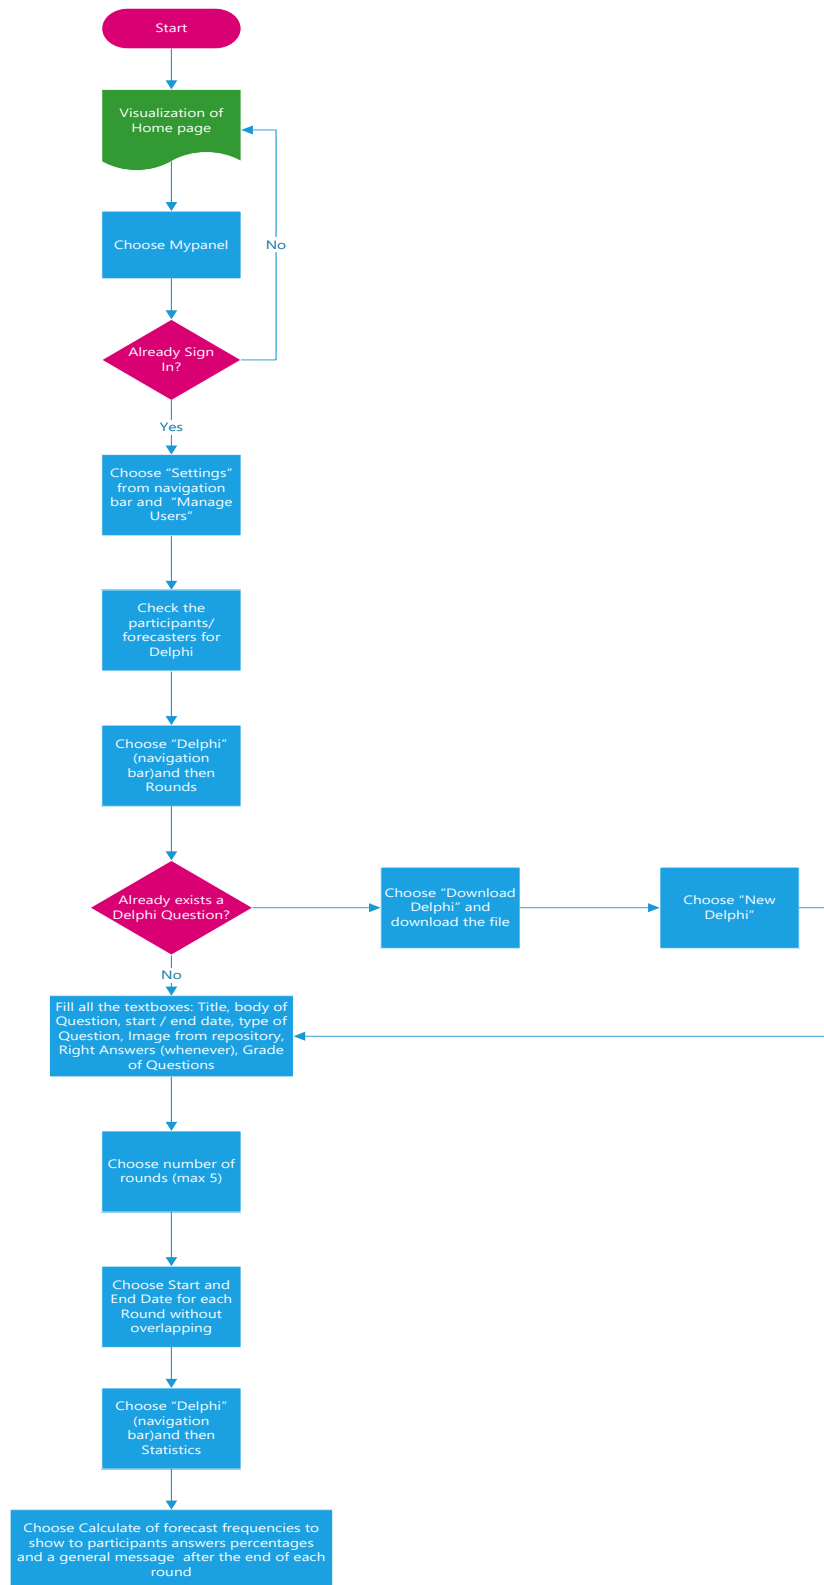 Start
Visualization of
Home page
Choose Mypanel
No
Already Sign
In?
Yes
Choose “Settings”
from navigation
bar and  “Manage
Users”
Check the
participants/
forecasters for
Delphi
Choose “Delphi”
(navigation
bar)and then
Rounds
Already exists a
Delphi Question?
Choose “Download
Delphi” and
download the file
Choose “New
Delphi”
No
Fill all the textboxes: Title, body of
Question, start / end date, type of
Question, Image from repository,
Right Answers (whenever), Grade
of Questions
Choose number of
rounds (max 5)
Choose Start and
End Date for each
Round without
overlapping
Choose “Delphi”
(navigation
bar)and then
Statistics
Choose Calculate of forecast frequencies to
show to participants answers percentages
and a general message  after the end of each
round